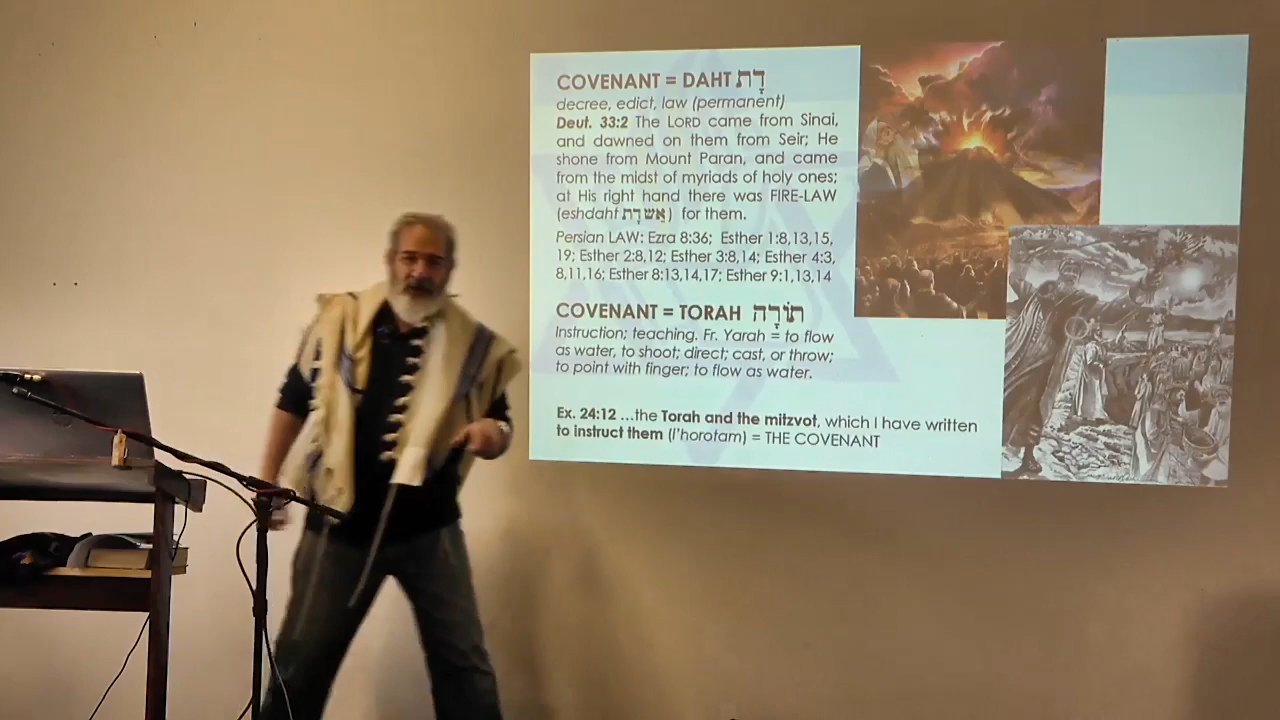 COVENANT = DAHT דָּת
decree, edict, law (permanent)
Deut. 33:2 The LORD came from Sinai,
and dawned on them from Seir; He
shone from Mount Paran, and came
from the midst of myriads of holy ones;
at His right hand there was FIRE-LAW
(eshdaht אֵשׁדָּת) for them.
Persian LAW: Ezra 8:36; Esther 1:8,13,15,
19; Esther 2:8,12; Esther 3:8,14; Esther 4:3,
8,11,16; Esther 8:13,14,17; Esther 9:1,13,14
COVENANT = TORAH תּוֹרָה
Instruction; teaching. Fr. Yarah = to flow
as water, to shoot; direct; cast, or throw;
to point with finger; to flow as water.
Ex. 24:12 ...the Torah and the mitzvot, which I have written
to instruct them (l'horotam) = THE COVENANT